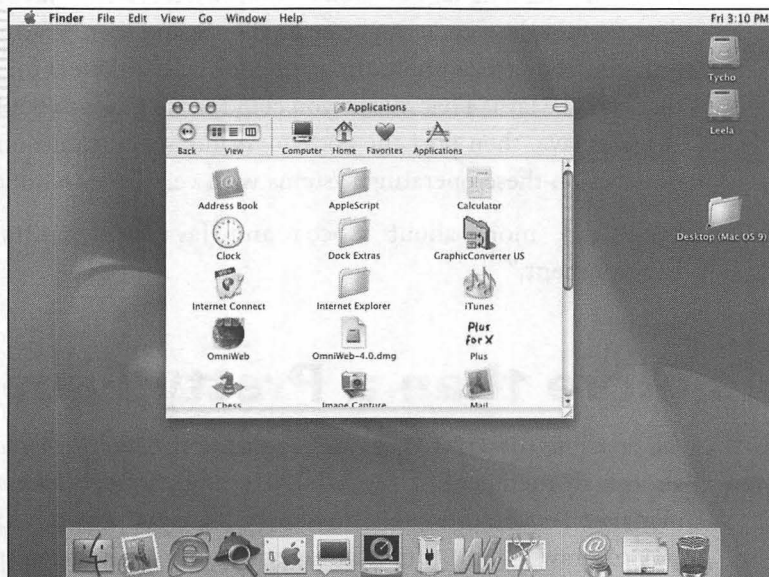 Finder File Edit View Go Window Help Fri 3:10 PM
Tycho
Leela
Desktop (Mac OS 9)
Applications
Back View Computer Home Favorites Applications
Address Book AppleScript Calculator
Clock Dock Extras GraphicConverter US
Internet Connect Internet Explorer iTunes
Plus
for X
OmniWeb OmniWeb-4.0.dmg Plus
Chess Image Capture Mail